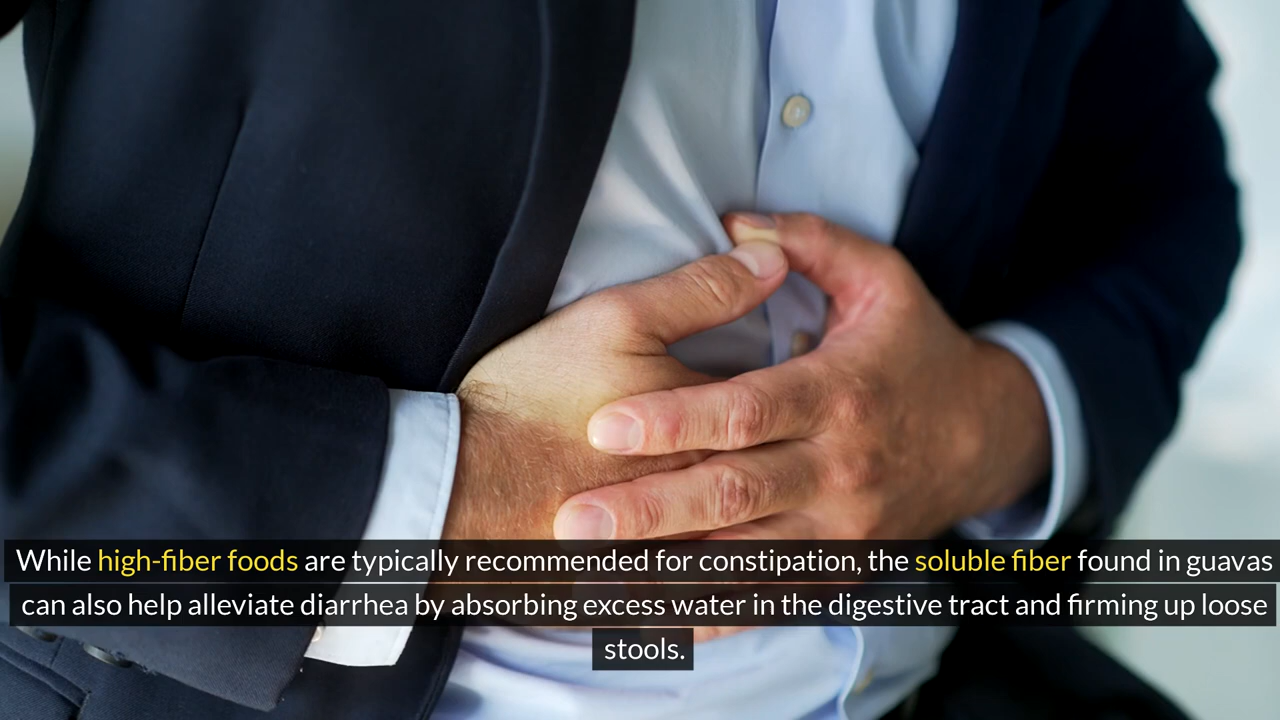 While high-fiber foods are typically recommended for constipation, the soluble fiber found in guavas
can also help alleviate diarrhea by absorbing excess water in the digestive tract and firming up loose
stools.